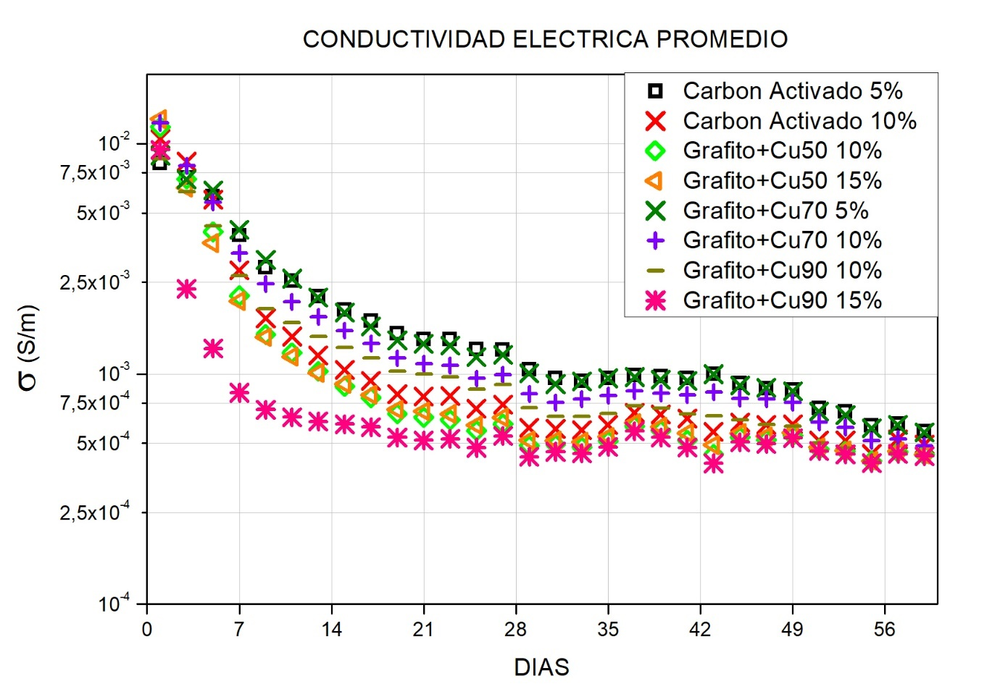 CONDUCTIVIDAD ELECTRICA PROMEDIO
Carbon Activado 5%
Carbon Activado 10%
Grafito+Cu50 10%
Grafito+Cu50 15%
Grafito+Cu70 5%
Grafito+Cu70 10%
Grafito+Cu90 10%
Grafito+Cu90 15%
σ (S/m)
10⁻²
7,5x10⁻³
5x10⁻³
2,5x10⁻³
10⁻³
7,5x10⁻⁴
5x10⁻⁴
2,5x10⁻⁴
10⁻⁴
0 7 14 21 28 35 42 49 56
DIAS